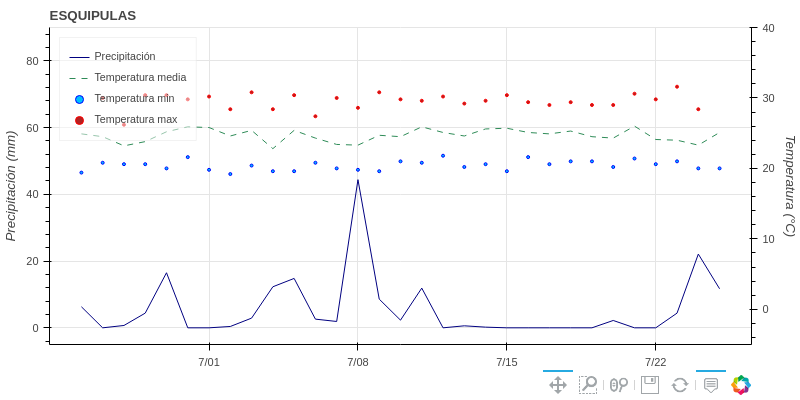 ESQUIPULAS
Precipitación
Temperatura media
Temperatura min
Temperatura max
80
60
40
20
0
Precipitación (mm)
40
30
20
10
0
Temperatura (°C)
7/01
7/08
7/15
7/22